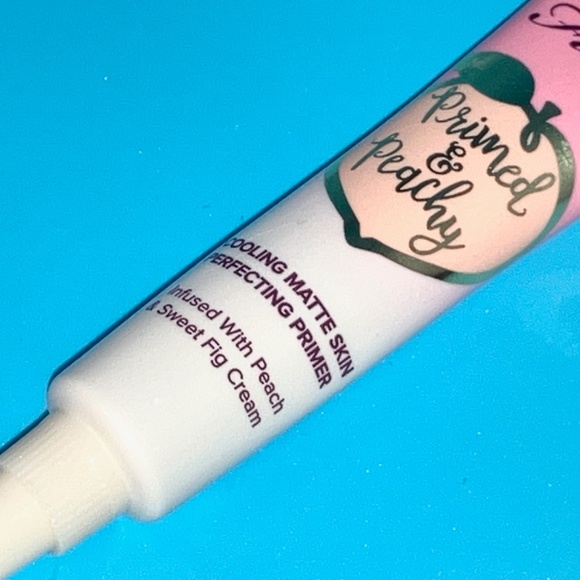 Primed
&
Peachy
COOLING MATTE SKIN
PERFECTING PRIMER
Infused With Peach
& Sweet Fig Cream